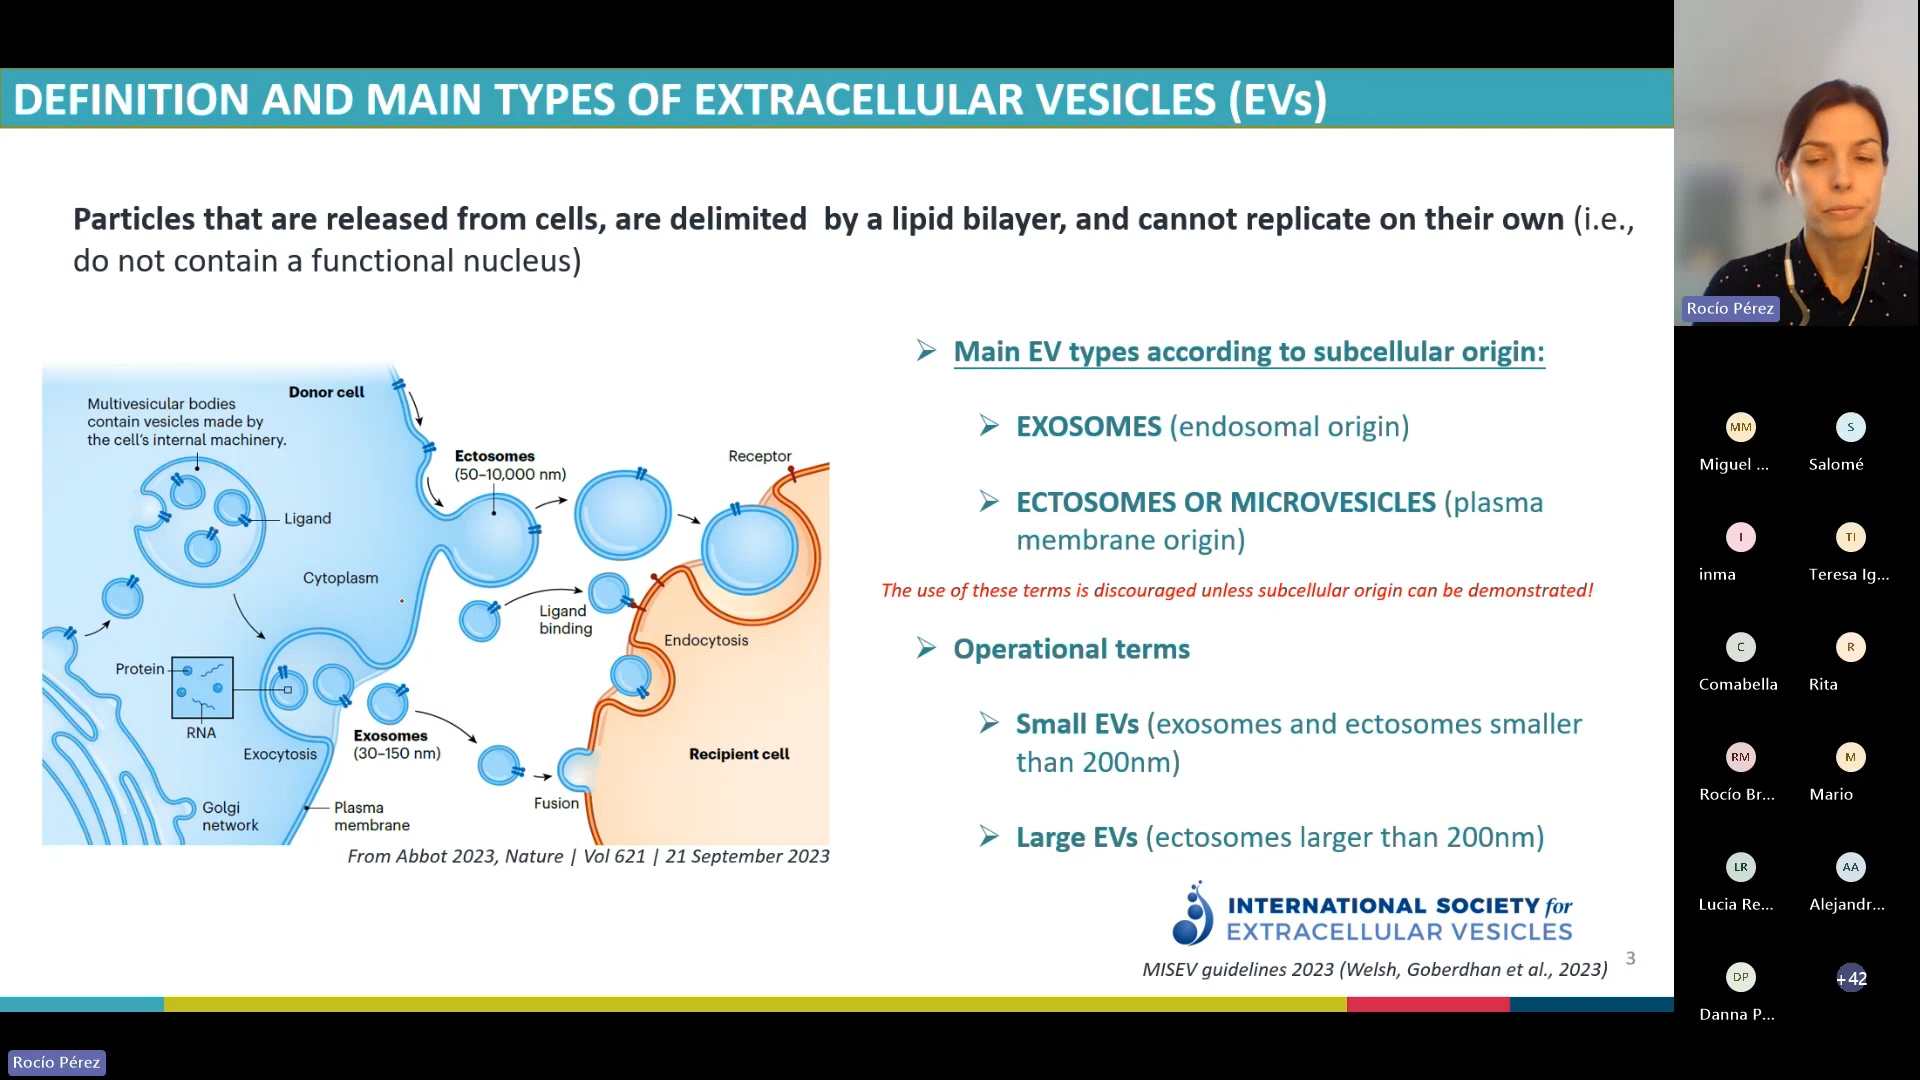 DEFINITION AND MAIN TYPES OF EXTRACELLULAR VESICLES (EVs)
Particles that are released from cells, are delimited by a lipid bilayer, and cannot replicate on their own (i.e.,
do not contain a functional nucleus)
Multivesicular bodies
contain vesicles made by
the cell's internal machinery.
Donor cell
Ectosomes
(50–10,000 nm)
Receptor
Ligand
Cytoplasm
Ligand
binding
Endocytosis
Protein
RNA
Exocytosis
Exosomes
(30–150 nm)
Recipient cell
Fusion
Golgi
network
Plasma
membrane
From Abbot 2023, Nature | Vol 621 | 21 September 2023
Main EV types according to subcellular origin:
EXOSOMES (endosomal origin)
ECTOSOMES OR MICROVESICLES (plasma
membrane origin)
The use of these terms is discouraged unless subcellular origin can be demonstrated!
Operational terms
Small EVs (exosomes and ectosomes smaller
than 200nm)
Large EVs (ectosomes larger than 200nm)
INTERNATIONAL SOCIETY for
EXTRACELLULAR VESICLES
MISEV guidelines 2023 (Welsh, Goberdhan et al., 2023)
3
Rocío Pérez
Rocío Pérez
MM
Miguel ...
S
Salomé
I
inma
TI
Teresa Ig...
C
Comabella
R
Rita
RM
Rocío Br...
M
Mario
LR
Lucia Re...
AA
Alejandr...
DP
Danna P...
+42